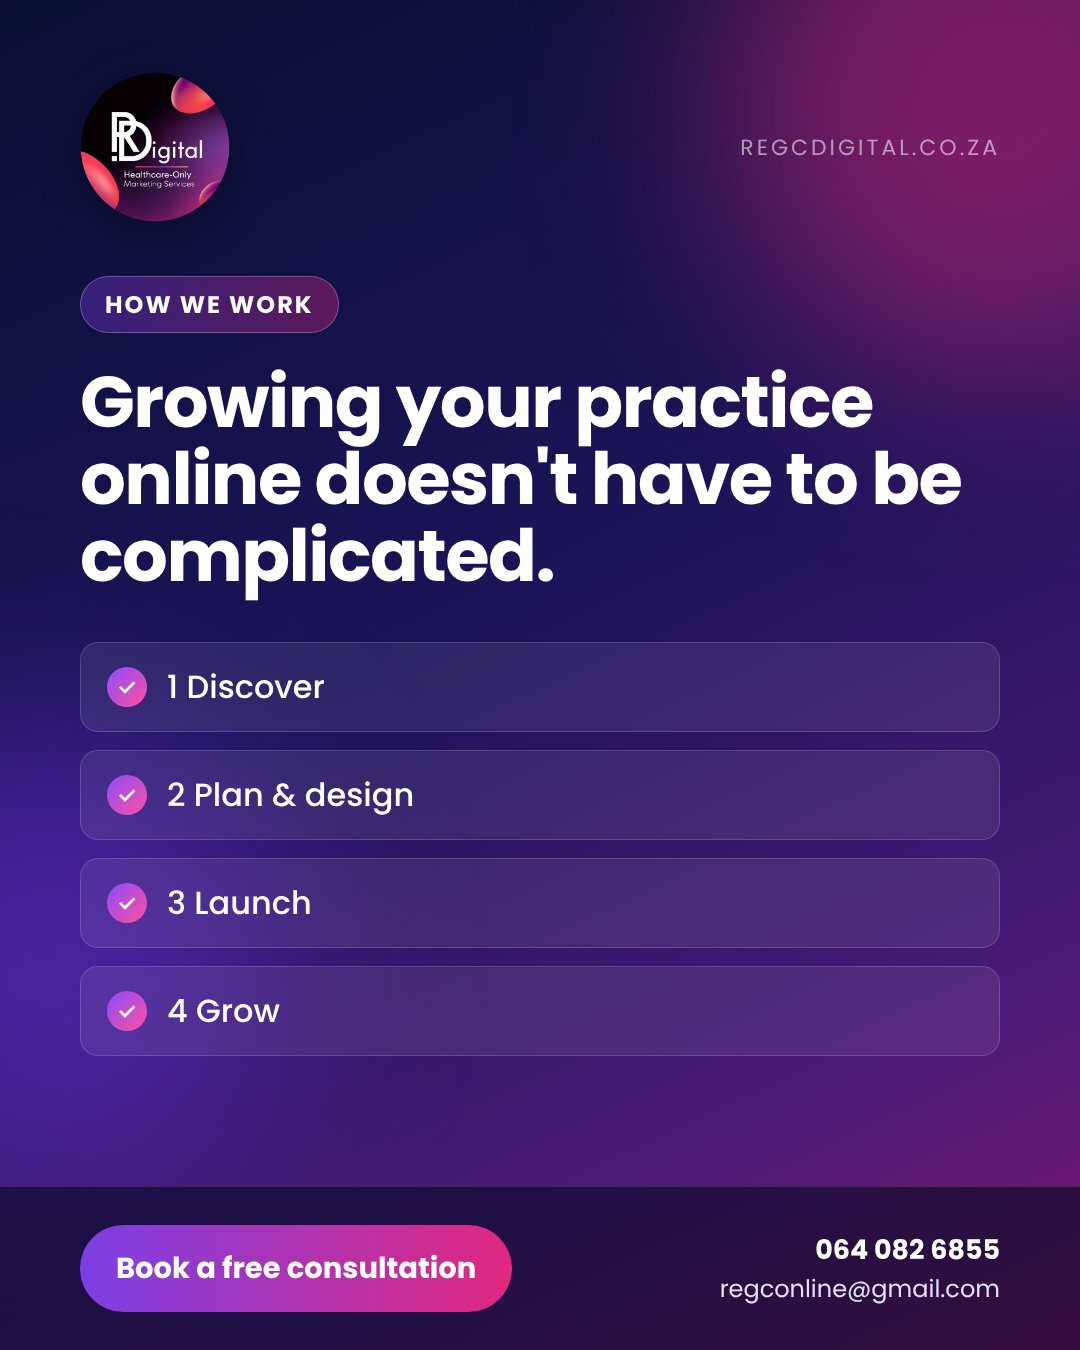 RDigital
Healthcare-Only
Marketing Services
REGCDIGITAL.CO.ZA
HOW WE WORK
Growing your practice
online doesn't have to be
complicated.
1 Discover
2 Plan & design
3 Launch
4 Grow
Book a free consultation
064 082 6855
regconline@gmail.com